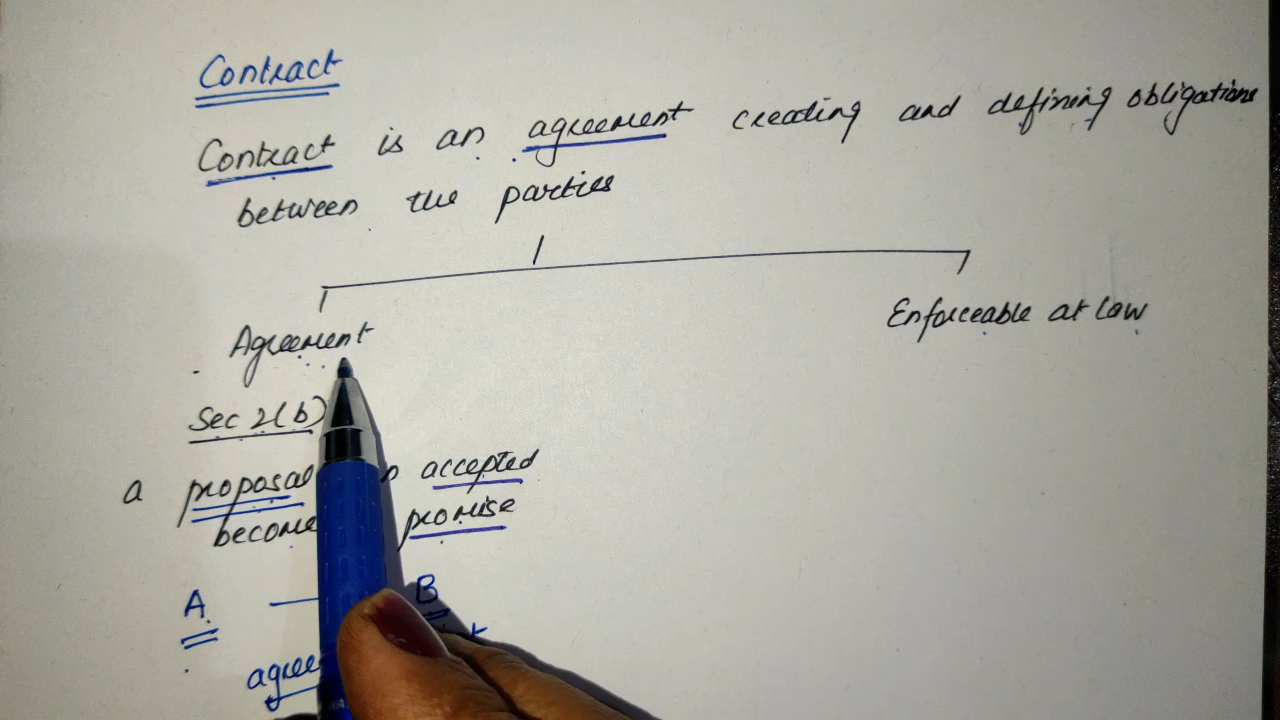 Contract
Contract is an agreement creating and defining obligations
between the parties
Agreement
Enforceable at law
Sec 2(b)
a proposal accepted
promise
A B